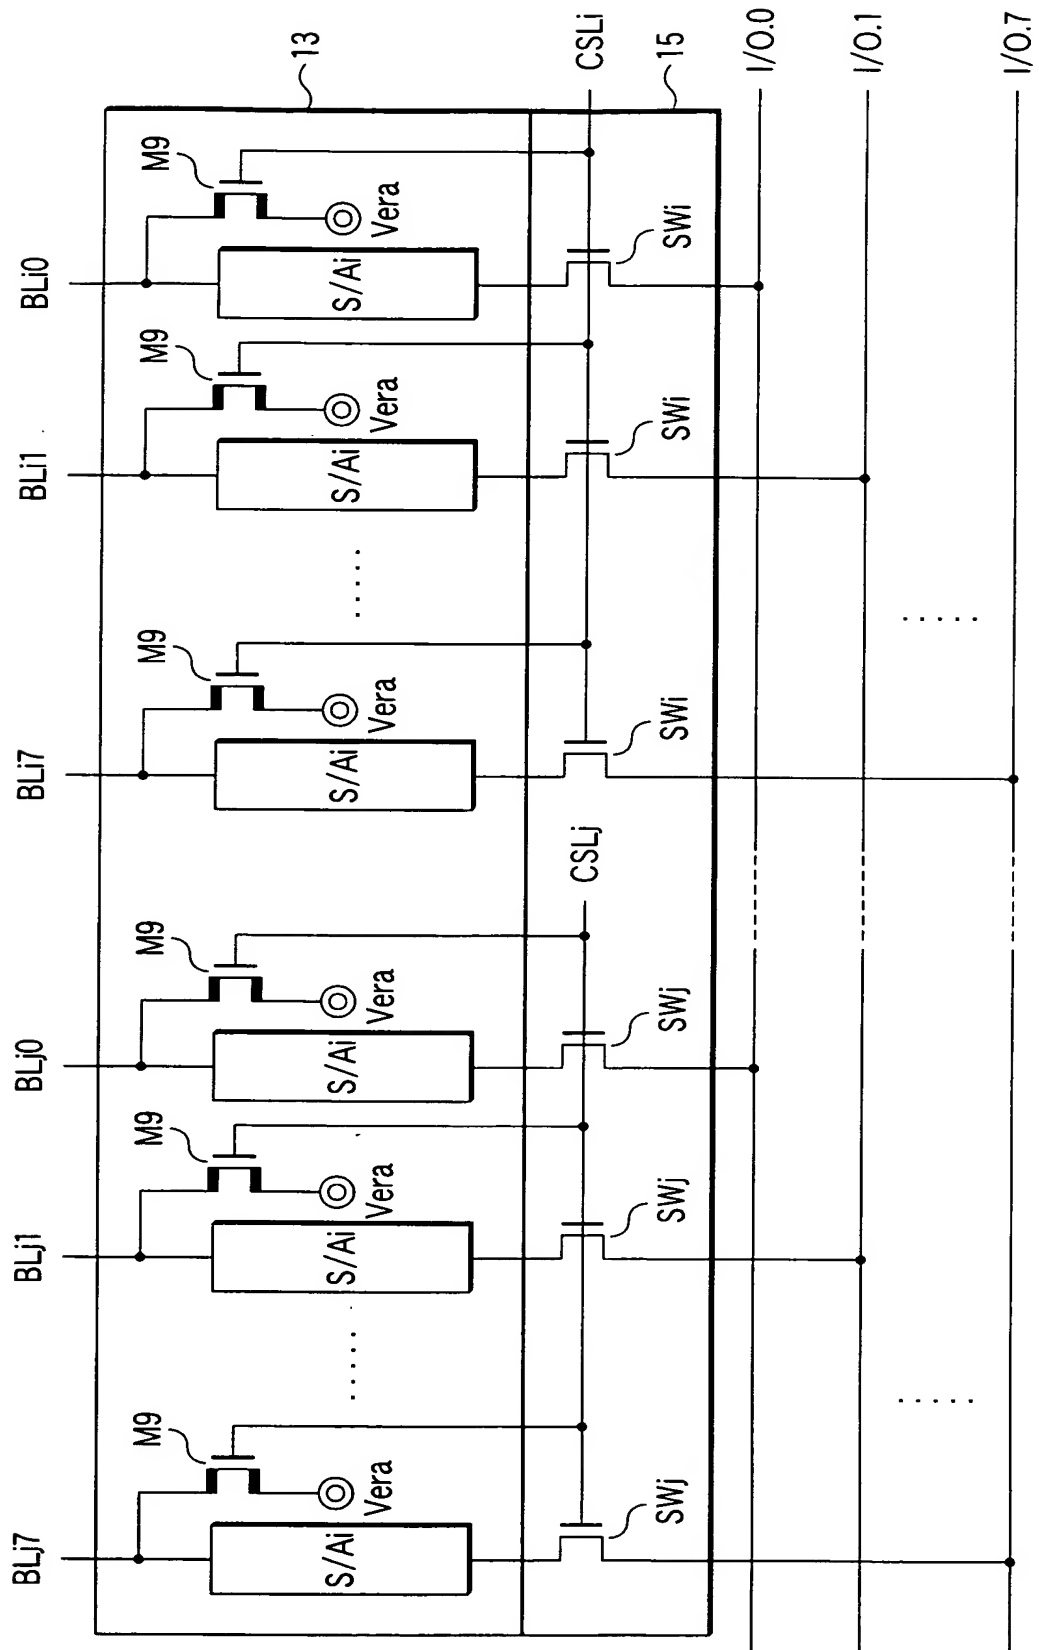 BLj7
BLj1
BLj0
BLi7
BLi1
BLi0
M9
M9
M9
M9
M9
M9
13
S/Ai
Vera
S/Ai
Vera
S/Ai
Vera
S/Ai
Vera
S/Ai
Vera
S/Ai
Vera
.....
.....
CSLj
CSLi
SWj
SWj
SWj
SWi
SWi
SWi
15
I/O.0
I/O.1
.....
.....
I/O.7